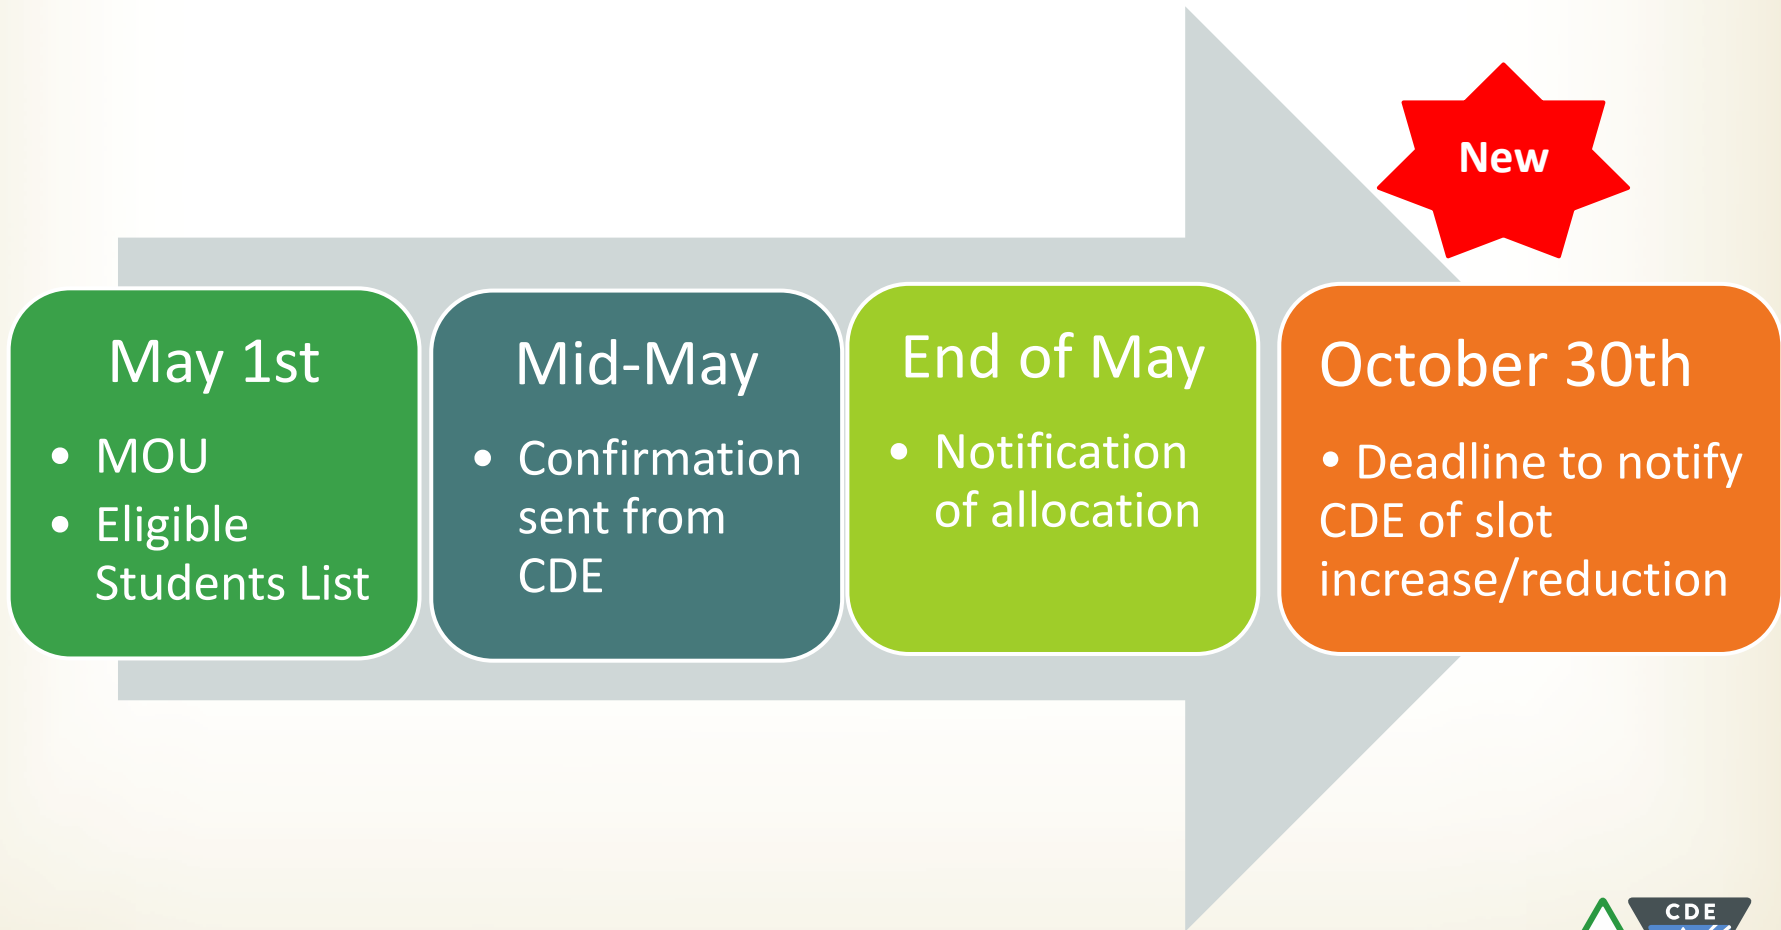 New
May 1st
• MOU
• Eligible
Students List
Mid-May
• Confirmation
sent from
CDE
End of May
• Notification
of allocation
October 30th
• Deadline to notify
CDE of slot
increase/reduction
CDE